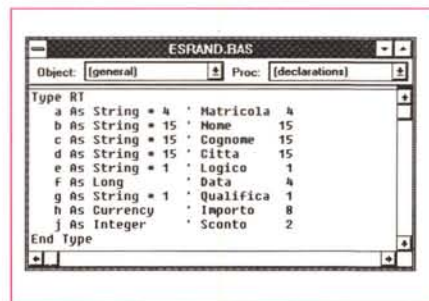 ESRAND.BAS
Object: [general] Proc: [declarations]
Type RT
a As String * 4 ' Matricola 4
b As String * 15 ' Nome 15
c As String * 15 ' Cognome 15
d As String * 15 ' Citta 15
e As String * 1 ' Logico 1
f As Long ' Data 4
g As String * 1 ' Qualifica 1
h As Currency ' Importo 8
j As Integer ' Sconto 2
End Type